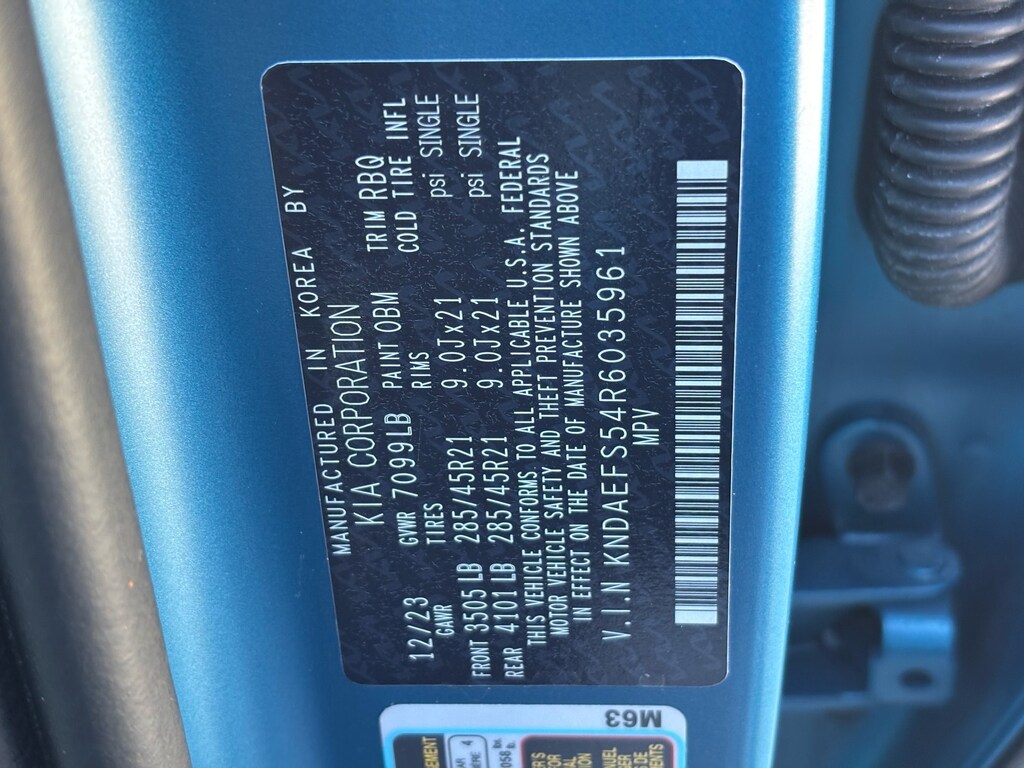 MANUFACTURED IN KOREA BY
KIA CORPORATION
12/23 GVWR 7099LB PAINT 0BM TRIM RBQ
GAWR TIRES RIMS COLD TIRE INFL
FRONT 3505LB 285/45R21 9.0Jx21 psi SINGLE
REAR 4101LB 285/45R21 9.0Jx21 psi SINGLE
THIS VEHICLE CONFORMS TO ALL APPLICABLE U.S.A. FEDERAL
MOTOR VEHICLE SAFETY AND THEFT PREVENTION STANDARDS
IN EFFECT ON THE DATE OF MANUFACTURE SHOWN ABOVE
V.I.N KNDAEFS54R6035961
MPV
M63